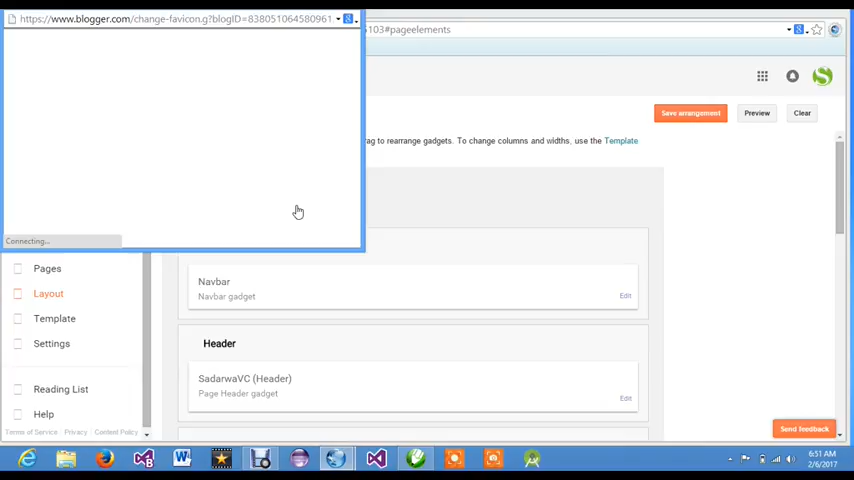 https://www.blogger.com/change-favicon.g?blogID=838051064580961
103#pageelements
Save arrangement
Preview
Clear
rag to rearrange gadgets. To change columns and widths, use the Template
Connecting...
Pages
Layout
Template
Settings
Reading List
Help
Terms of Service
Privacy
Content Policy
Navbar
Navbar gadget
Edit
Header
SadarwaVC (Header)
Page Header gadget
Edit
Send feedback
6:51 AM
2/6/2017